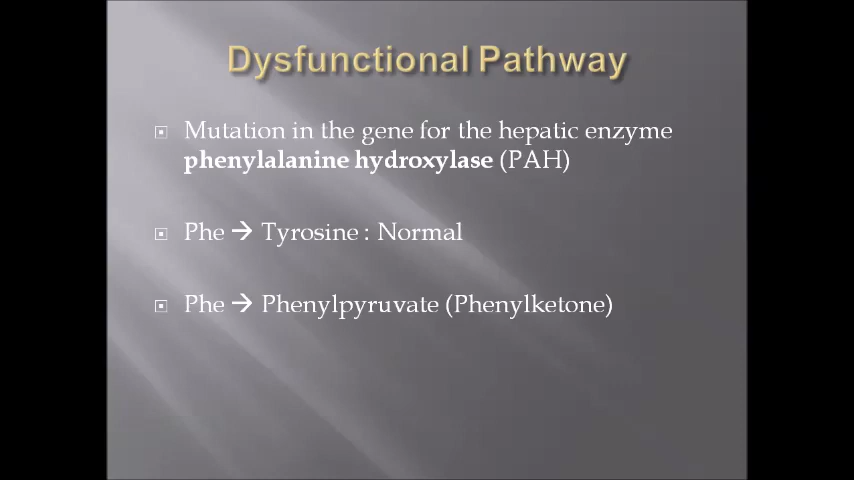 Dysfunctional Pathway
Mutation in the gene for the hepatic enzyme
phenylalanine hydroxylase (PAH)
Phe → Tyrosine : Normal
Phe → Phenylpyruvate (Phenylketone)